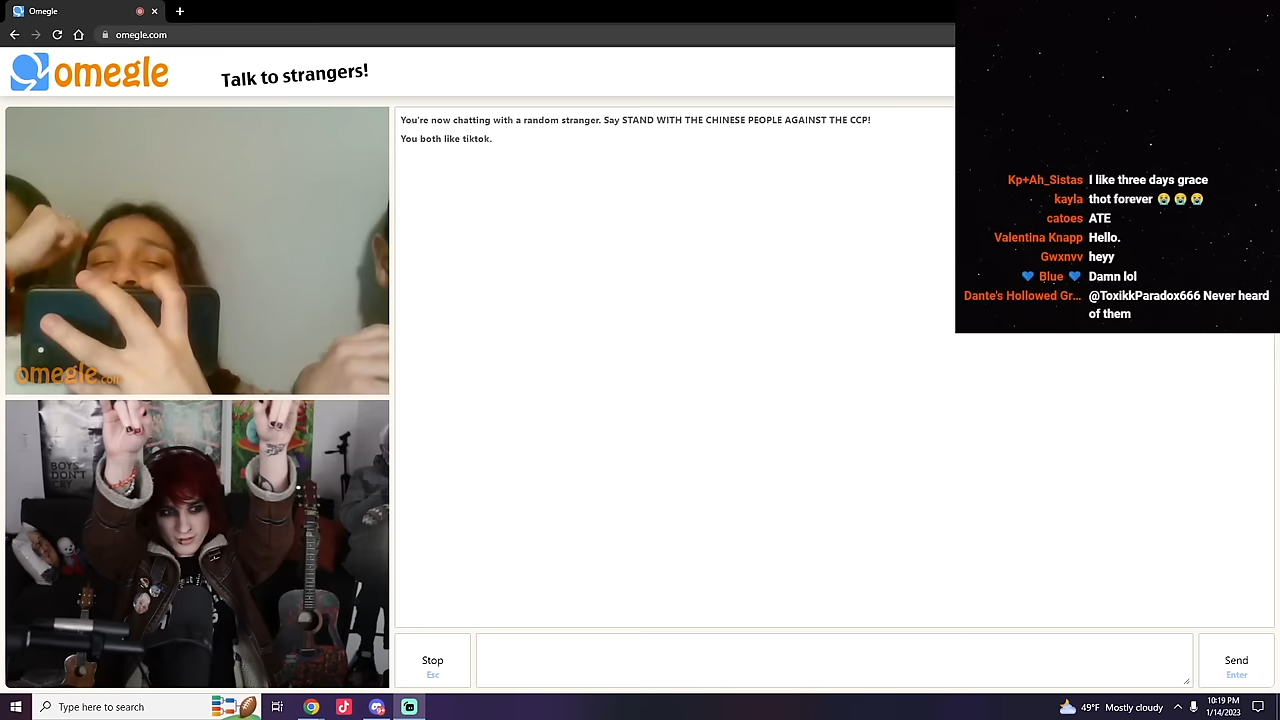 Omegle
omegle.com
omegle
Talk to strangers!
You're now chatting with a random stranger. Say STAND WITH THE CHINESE PEOPLE AGAINST THE CCP!
You both like tiktok.
Kp+Ah_Sistas I like three days grace
kayla thot forever 😭 😭 😭
catoes ATE
Valentina Knapp Hello.
Gwxnvv heyy
💙 Blue 💙 Damn lol
Dante's Hollowed Gr... @ToxikkParadox666 Never heard
of them
omegle.com
BOYS
DON'T
CRY
Stop
Esc
Send
Enter
Type here to search
49°F Mostly cloudy
10:19 PM
1/14/2023